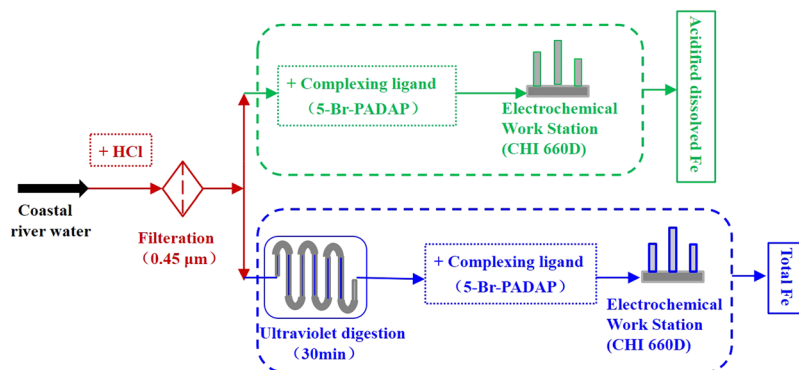 + HCl
Coastal
river water
Filteration
（0.45 μm）
+ Complexing ligand
（5-Br-PADAP）
Electrochemical
Work Station
(CHI 660D)
Acidified
dissolved Fe
Ultraviolet digestion
（30min）
+ Complexing ligand
（5-Br-PADAP）
Electrochemical
Work Station
(CHI 660D)
Total Fe